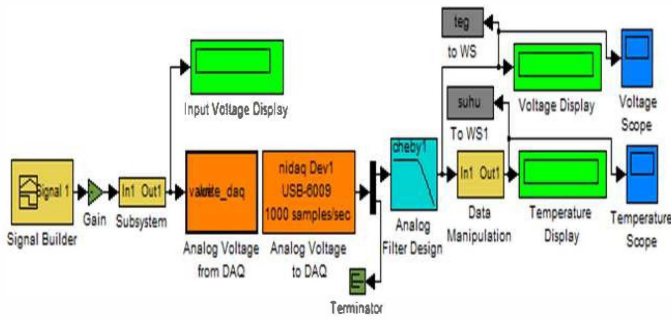 teg
to WS
Input Voltage Display
Voltage Display
Voltage
Scope
suhu
To WS1
Signal 1
Signal Builder
Gain
In1 Out1
Subsystem
Analog Voltage
from DAQ
nidaq Dev1
USB-6009
1000 samples/sec
Analog Voltage
to DAQ
cheby1
Analog
Filter Design
In1 Out1
Data
Manipulation
Temperature
Display
Temperature
Scope
Terminator